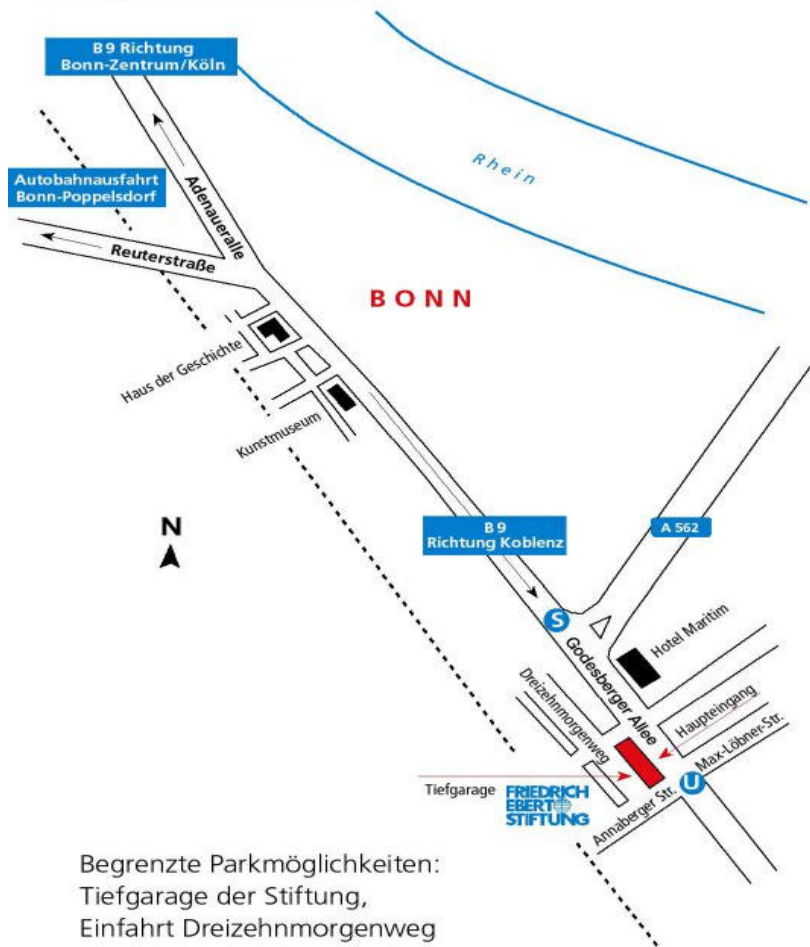 B 9 Richtung
Bonn-Zentrum/Köln
Rhein
Autobahnausfahrt
Bonn-Poppelsdorf
Adenaueralle
Reuterstraße
BONN
Haus der Geschichte
Kunstmuseum
N
B 9
Richtung Koblenz
A 562
S
Godesberger Allee
Hotel Maritim
Dreizehnmorgenweg
Haupteingang
Max-Löbner-Str.
Tiefgarage
FRIEDRICH
EBERT
STIFTUNG
U
Annaberger Str.
Begrenzte Parkmöglichkeiten:
Tiefgarage der Stiftung,
Einfahrt Dreizehnmorgenweg